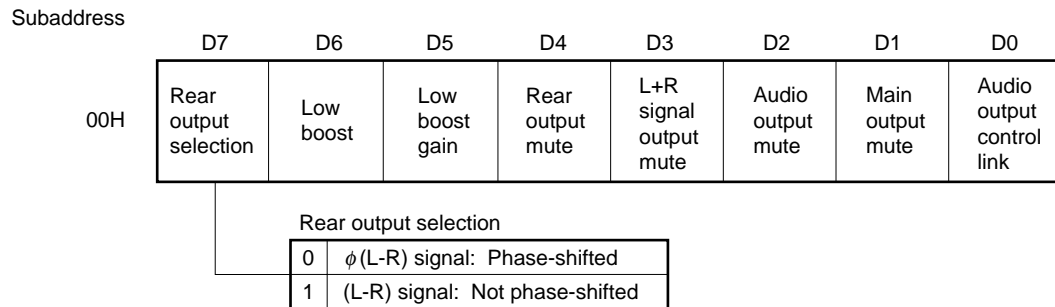 Subaddress
D7 D6 D5 D4 D3 D2 D1 D0
00H
Rear
output
selection
Low
boost
Low
boost
gain
Rear
output
mute
L+R
signal
output
mute
Audio
output
mute
Main
output
mute
Audio
output
control
link
Rear output selection
0 ϕ(L-R) signal: Phase-shifted
1 (L-R) signal: Not phase-shifted